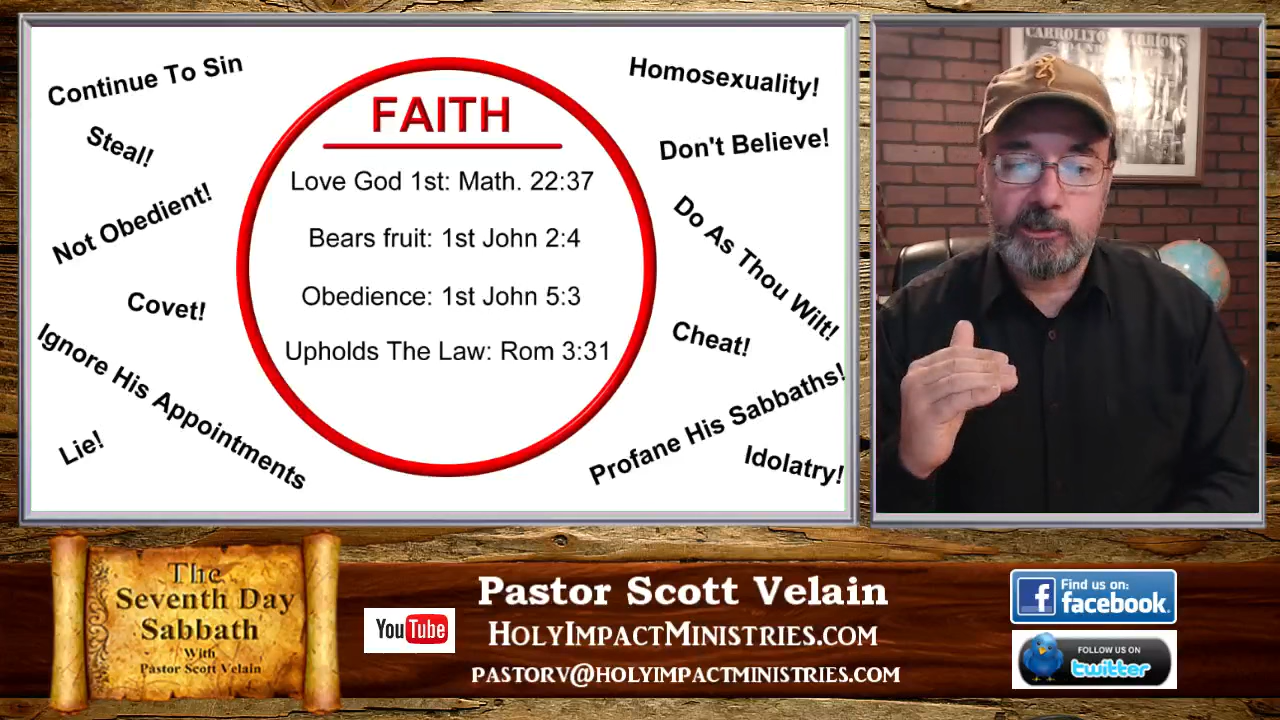 Continue To Sin
Steal!
Not Obedient!
Covet!
Ignore His Appointments
Lie!
FAITH
Love God 1st: Math. 22:37
Bears fruit: 1st John 2:4
Obedience: 1st John 5:3
Upholds The Law: Rom 3:31
Homosexuality!
Don't Believe!
Do As Thou Wilt!
Cheat!
Profane His Sabbaths!
Idolatry!
CARROLLTON WARRIORS
The
Seventh Day
Sabbath
With
Pastor Scott Velain
YouTube
Pastor Scott Velain
HOLYIMPACTMINISTRIES.COM
PASTORV@HOLYIMPACTMINISTRIES.COM
Find us on:
facebook.
FOLLOW US ON
twitter